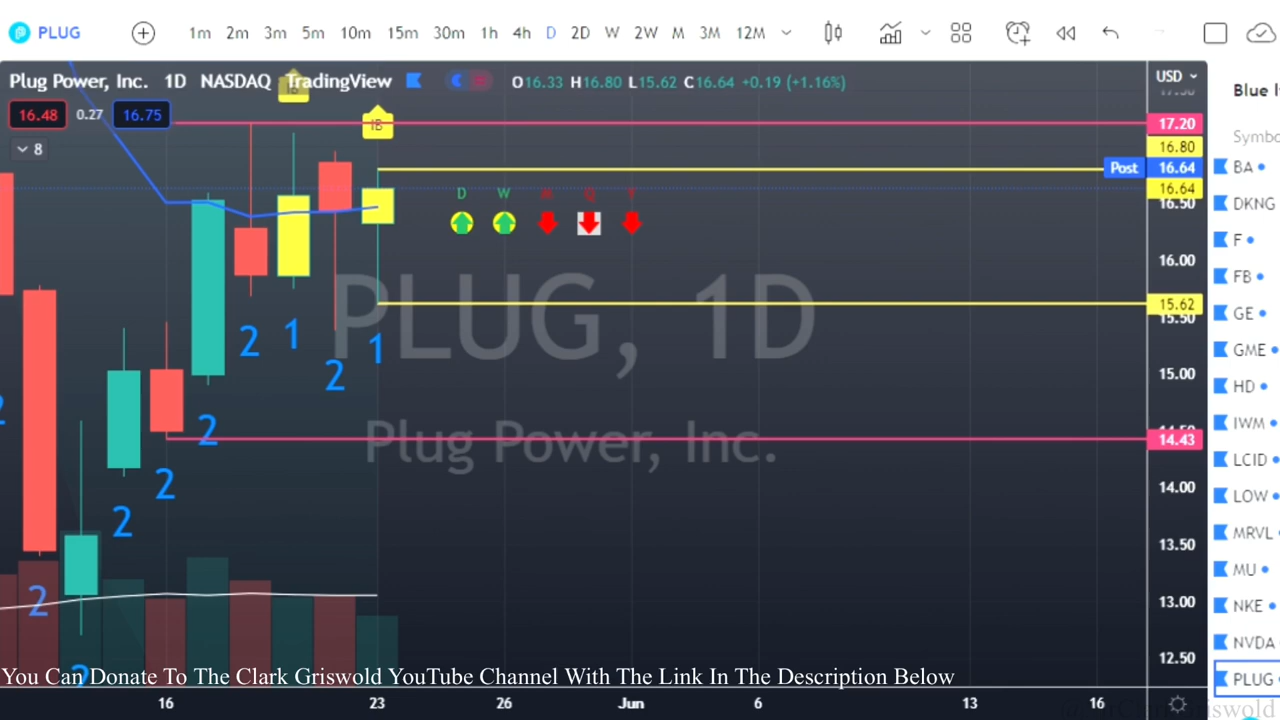 PLUG 1m 2m 3m 5m 10m 15m 30m 1h 4h D 2D W 2W M 3M 12M
Plug Power, Inc. 1D NASDAQ TradingView O16.33 H16.80 L15.62 C16.64 +0.19 (+1.16%)
USD
Blue
16.48 0.27 16.75
8
IB
17.20
16.80
Post 16.64
16.64
16.50
16.00
15.62
15.50
15.00
14.43
14.00
13.50
13.00
12.50
D W
PLUG, 1D
Plug Power, Inc.
2 1
2 1
2
2
2
2
2
2
Symbo
BA
DKNG
F
FB
GE
GME
HD
IWM
LCID
LOW
MRVL
MU
NKE
NVDA
PLUG
You Can Donate To The Clark Griswold YouTube Channel With The Link In The Description Below
16 23 26 Jun 6 13 16